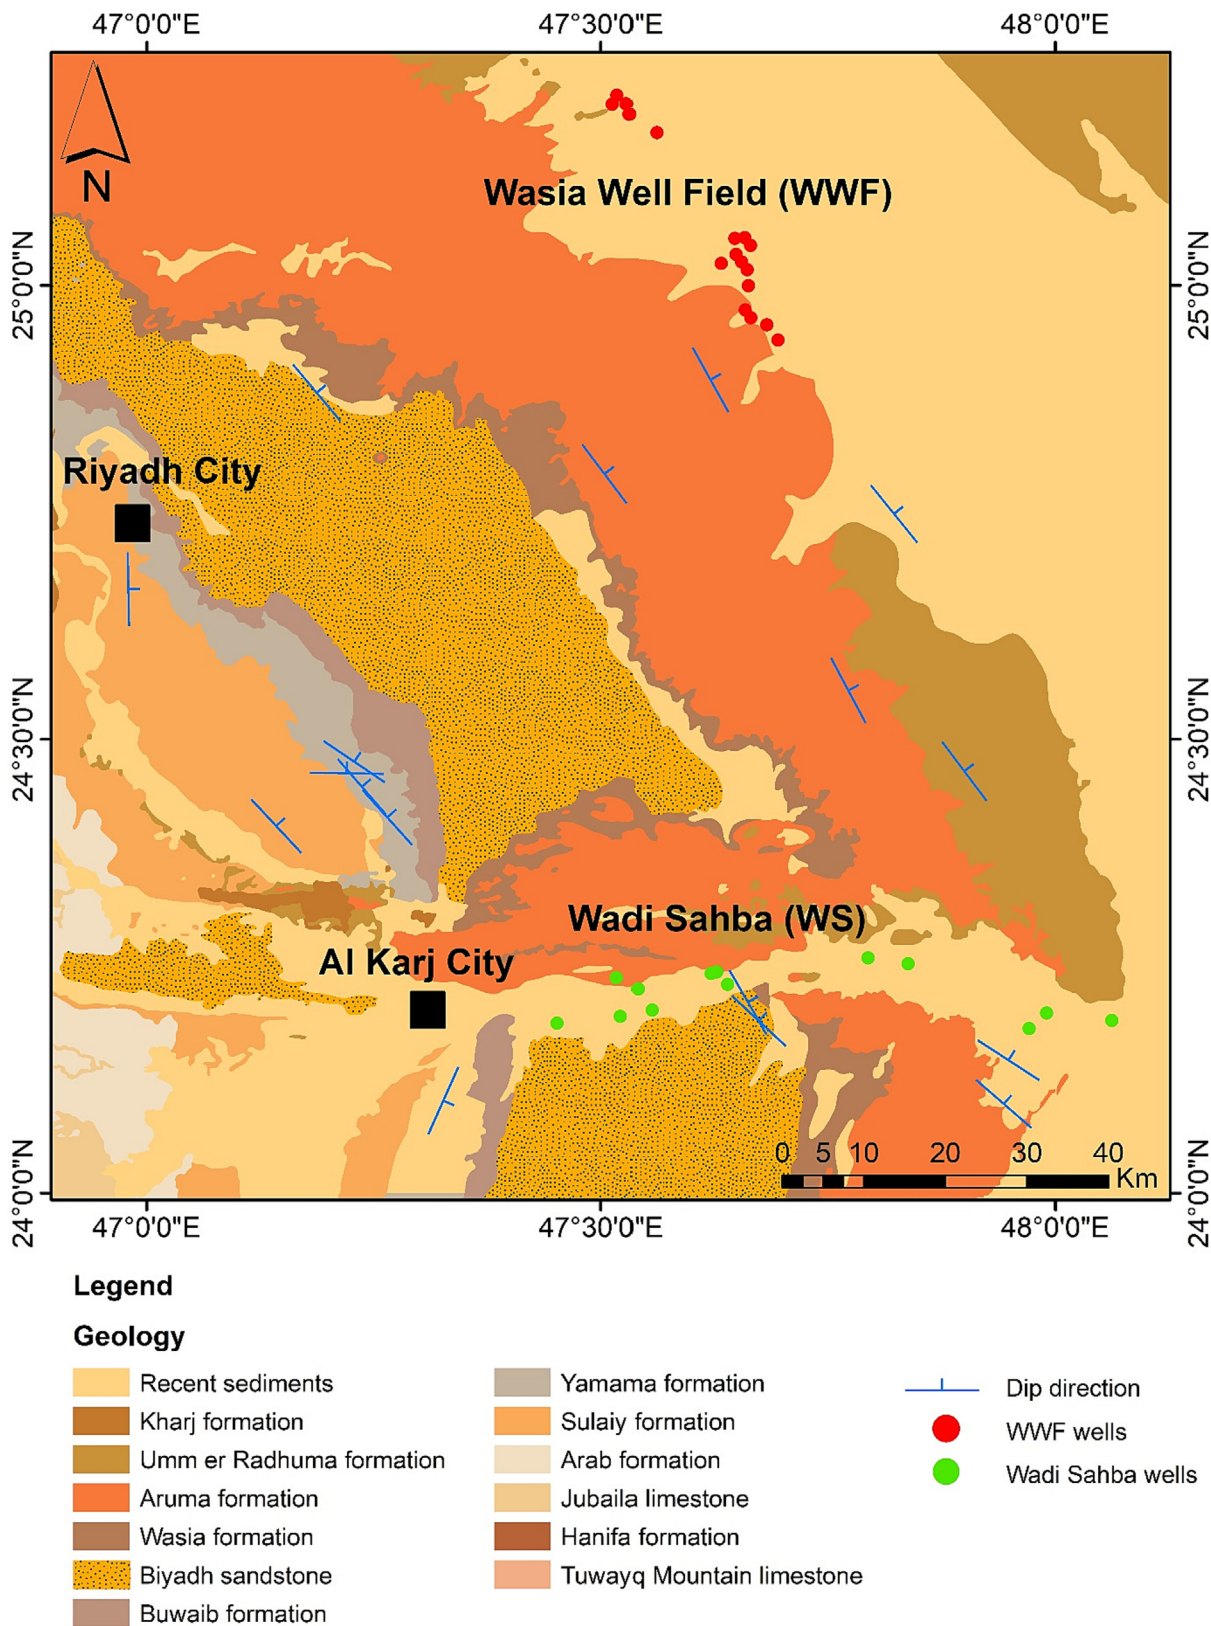 47°0'0"E 47°30'0"E 48°0'0"E
N
Wasia Well Field (WWF)
25°0'0"N 25°0'0"N
Riyadh City
24°30'0"N 24°30'0"N
Wadi Sahba (WS)
Al Karj City
24°0'0"N 24°0'0"N
0 5 10 20 30 40
Km
47°0'0"E 47°30'0"E 48°0'0"E
Legend
Geology
Recent sediments
Kharj formation
Umm er Radhuma formation
Aruma formation
Wasia formation
Biyadh sandstone
Buwaib formation
Yamama formation
Sulaiy formation
Arab formation
Jubaila limestone
Hanifa formation
Tuwayq Mountain limestone
Dip direction
WWF wells
Wadi Sahba wells